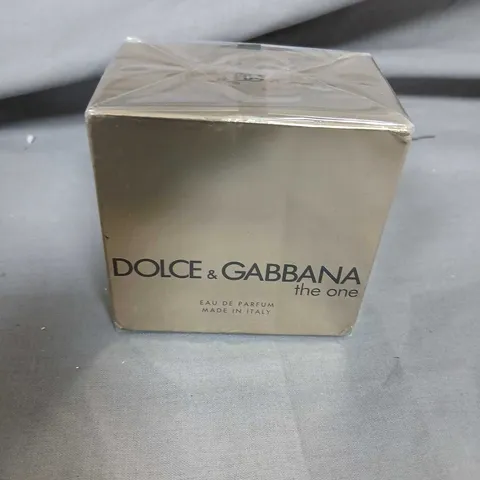 DOLCE & GABBANA
the one
EAU DE PARFUM
MADE IN ITALY